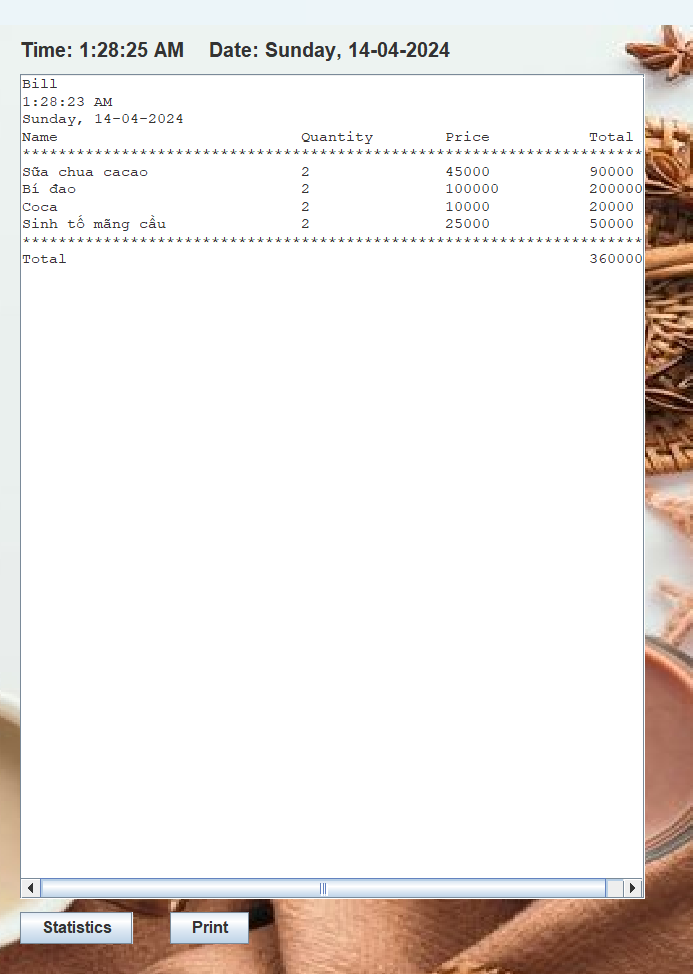 Time: 1:28:25 AM Date: Sunday, 14-04-2024
Bill
1:28:23 AM
Sunday, 14-04-2024
Name Quantity Price Total
*********************************************************************
Sữa chua cacao 2 45000 90000
Bí đao 2 100000 200000
Coca 2 10000 20000
Sinh tố mãng cầu 2 25000 50000
*********************************************************************
Total 360000
Statistics Print